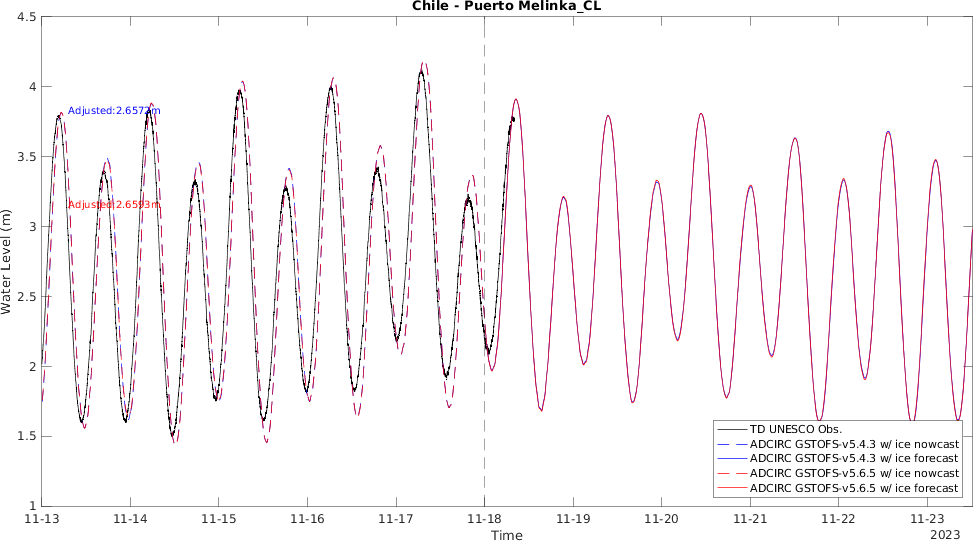 Chile - Puerto Melinka_CL
4.5
4
3.5
3
2.5
2
1.5
1
Water Level (m)
Adjusted:2.6572m
Adjusted:2.6593m
TD UNESCO Obs.
ADCIRC GSTOFS-v5.4.3 w/ ice nowcast
ADCIRC GSTOFS-v5.4.3 w/ ice forecast
ADCIRC GSTOFS-v5.6.5 w/ ice nowcast
ADCIRC GSTOFS-v5.6.5 w/ ice forecast
11-13 11-14 11-15 11-16 11-17 11-18 11-19 11-20 11-21 11-22 11-23
Time
2023